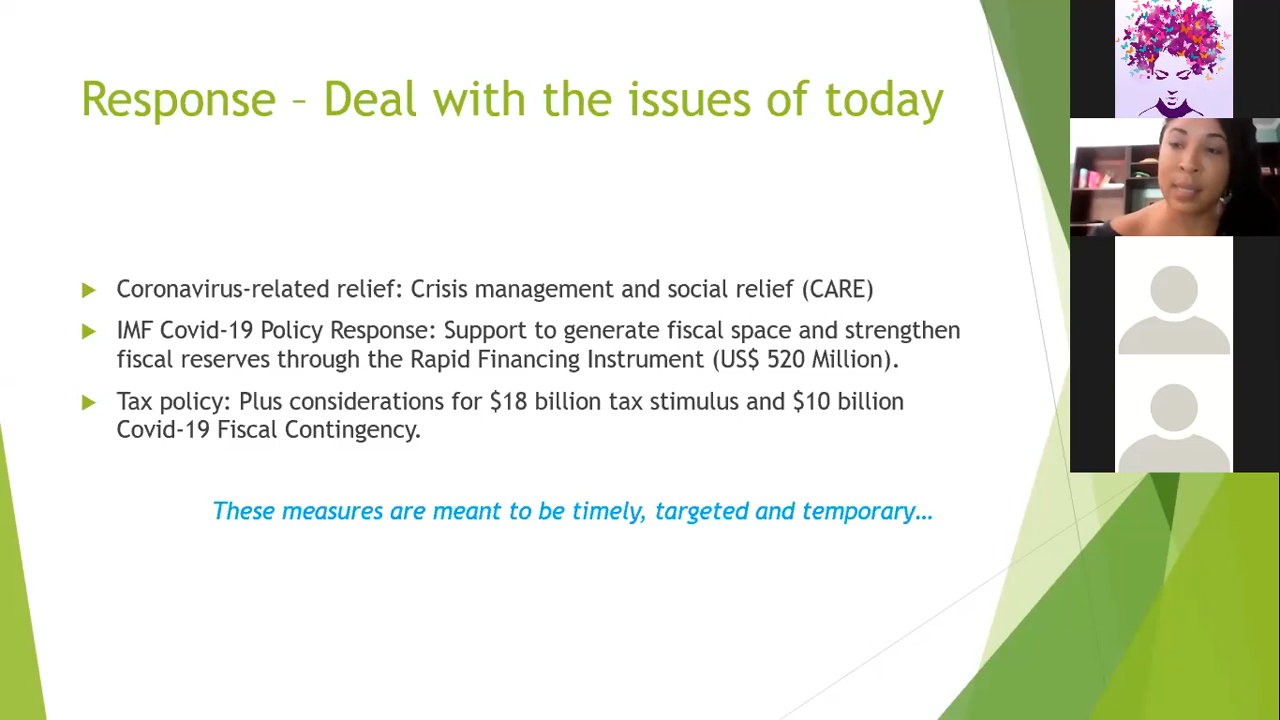 Response – Deal with the issues of today
Coronavirus-related relief: Crisis management and social relief (CARE)
IMF Covid-19 Policy Response: Support to generate fiscal space and strengthen
fiscal reserves through the Rapid Financing Instrument (US$ 520 Million).
Tax policy: Plus considerations for $18 billion tax stimulus and $10 billion
Covid-19 Fiscal Contingency.
These measures are meant to be timely, targeted and temporary…